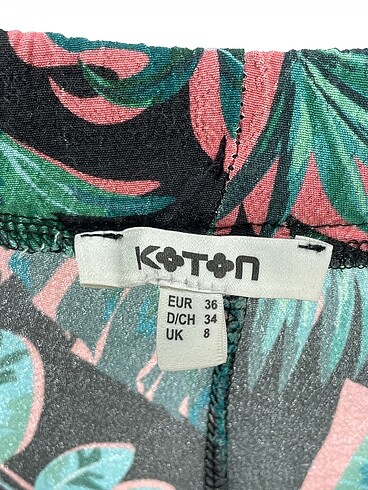 KOTON
EUR 36
D/CH 34
UK 8